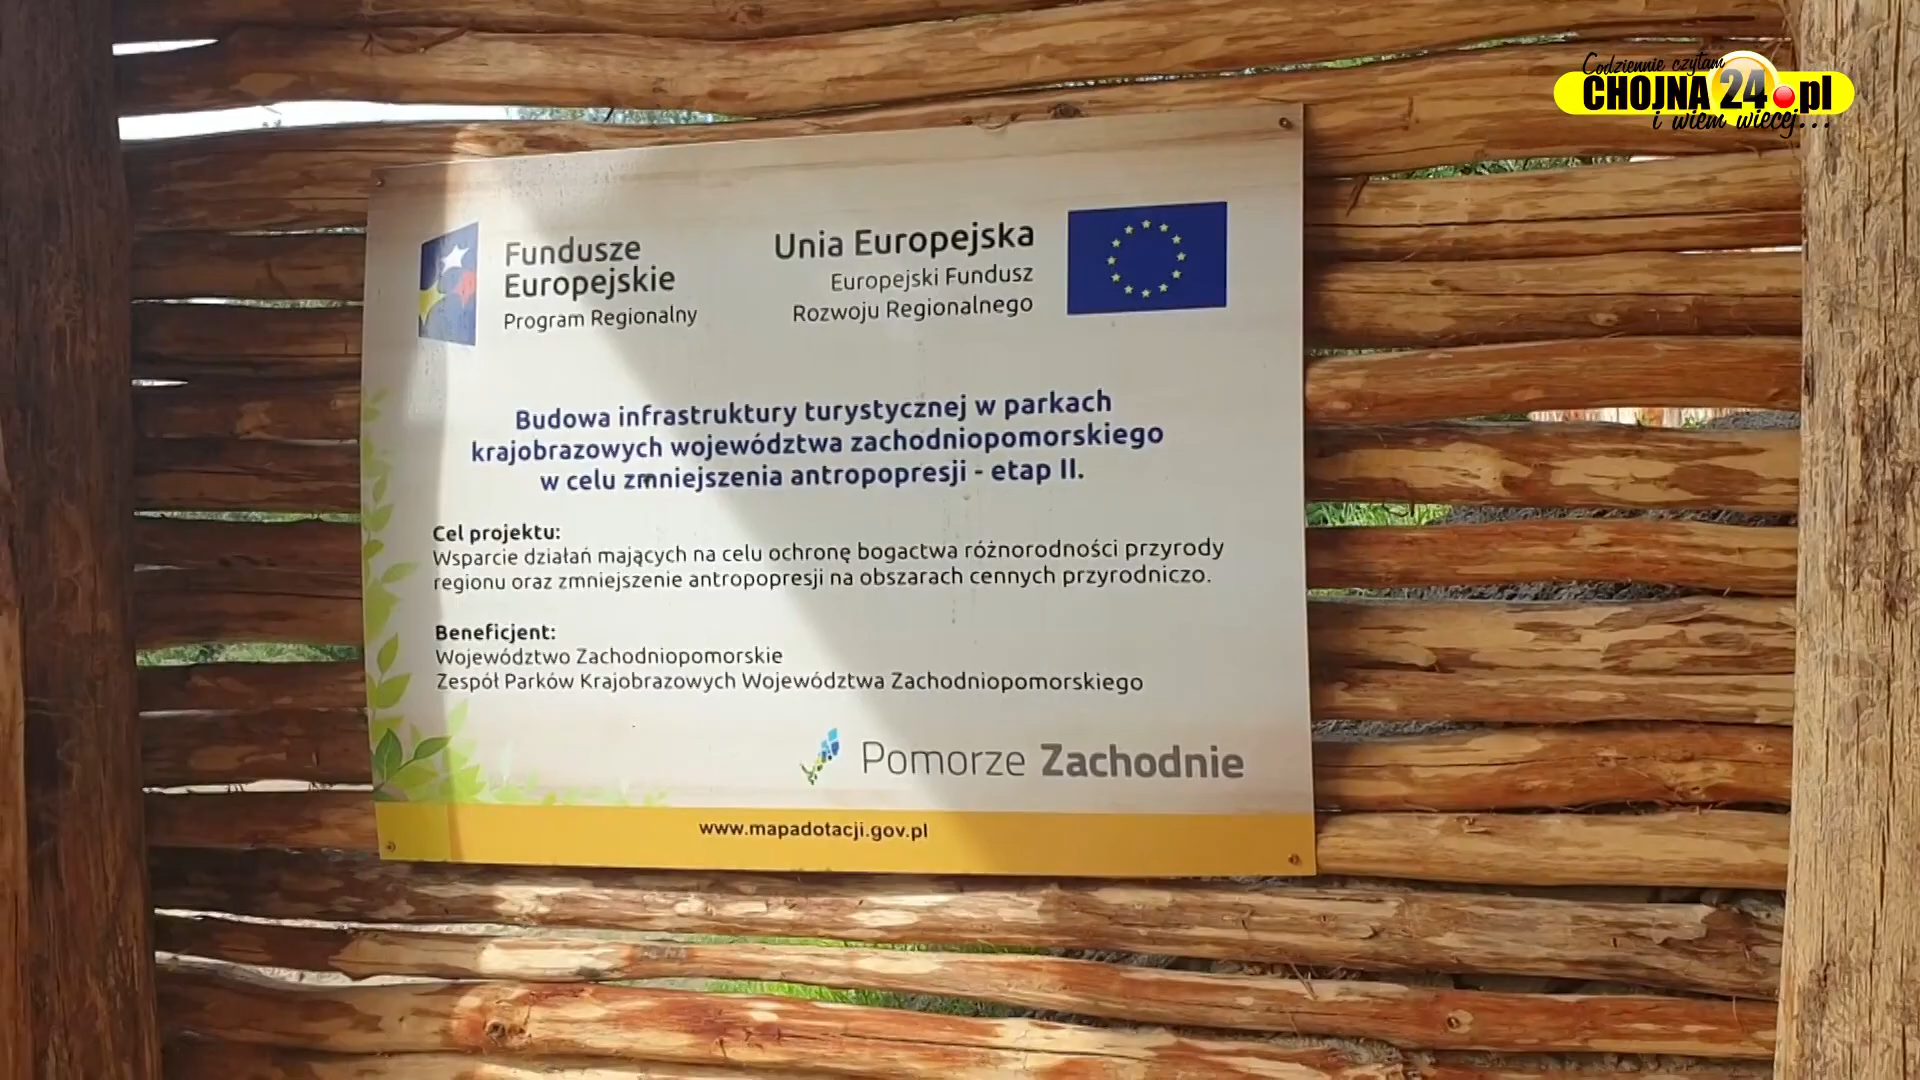 Codziennie czytam
CHOJNA 24.pl
i wiem więcej...
Fundusze
Europejskie
Program Regionalny
Unia Europejska
Europejski Fundusz
Rozwoju Regionalnego
Budowa infrastruktury turystycznej w parkach
krajobrazowych województwa zachodniopomorskiego
w celu zmniejszenia antropopresji - etap II.
Cel projektu:
Wsparcie działań mających na celu ochronę bogactwa różnorodności przyrody
regionu oraz zmniejszenie antropopresji na obszarach cennych przyrodniczo.
Beneficjent:
Województwo Zachodniopomorskie
Zespół Parków Krajobrazowych Województwa Zachodniopomorskiego
Pomorze Zachodnie
www.mapadotacji.gov.pl